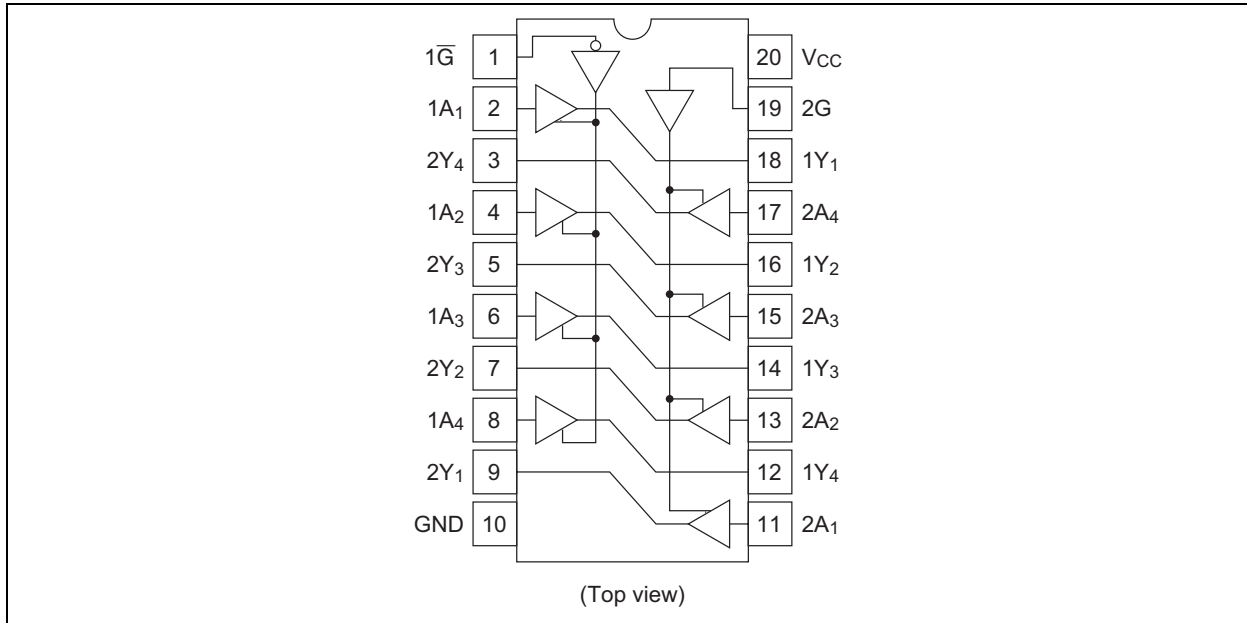 1G̅ 1 20 VCC
1A1 2 19 2G
2Y4 3 18 1Y1
1A2 4 17 2A4
2Y3 5 16 1Y2
1A3 6 15 2A3
2Y2 7 14 1Y3
1A4 8 13 2A2
2Y1 9 12 1Y4
GND 10 11 2A1
(Top view)